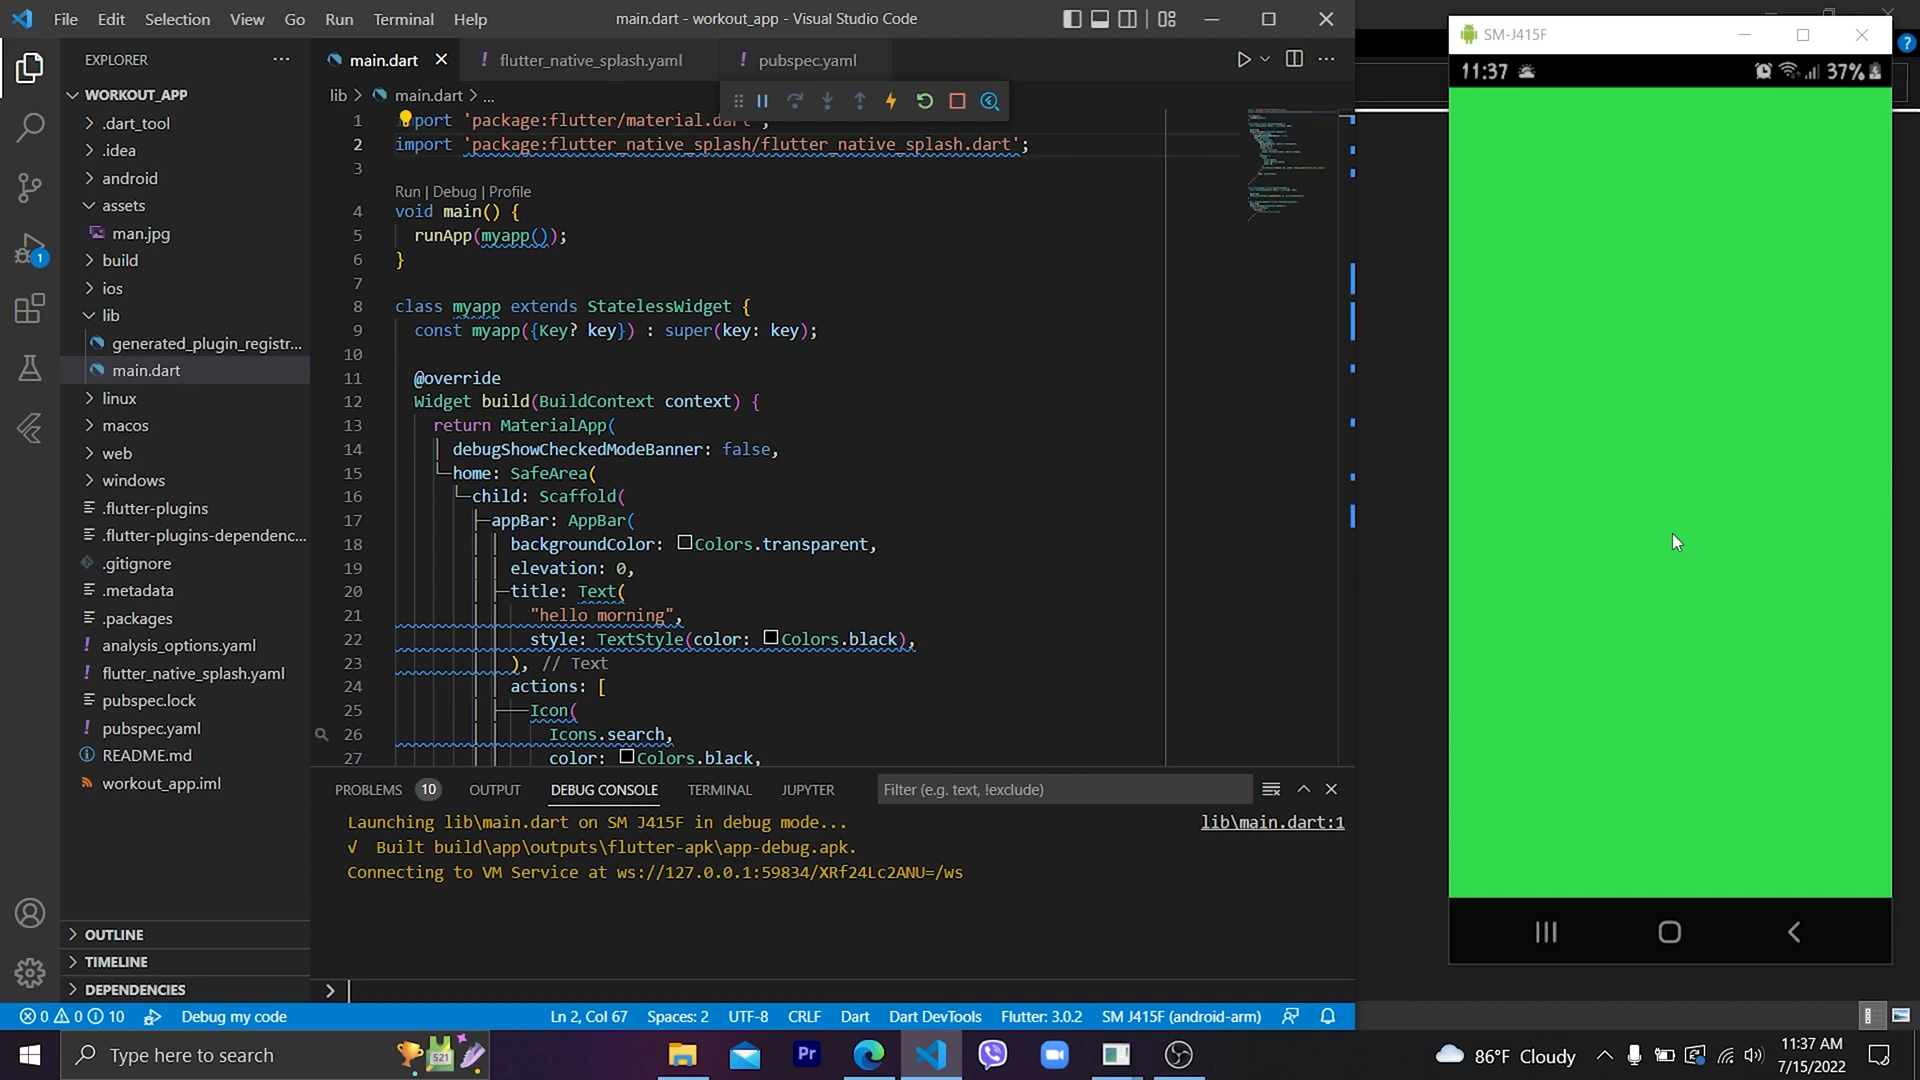 File Edit Selection View Go Run Terminal Help
main.dart - workout_app - Visual Studio Code
EXPLORER
main.dart
flutter_native_splash.yaml
pubspec.yaml
lib > main.dart > ...
WORKOUT_APP
.dart_tool
.idea
android
assets
man.jpg
build
ios
lib
generated_plugin_registr...
main.dart
linux
macos
web
windows
.flutter-plugins
.flutter-plugins-dependenc...
.gitignore
.metadata
.packages
analysis_options.yaml
flutter_native_splash.yaml
pubspec.lock
pubspec.yaml
README.md
workout_app.iml
OUTLINE
TIMELINE
DEPENDENCIES
1
1 import 'package:flutter/material.dart';
2 import 'package:flutter_native_splash/flutter_native_splash.dart';
3
Run | Debug | Profile
4 void main() {
5 runApp(myapp());
6 }
7
8 class myapp extends StatelessWidget {
9 const myapp({Key? key}) : super(key: key);
10
11 @override
12 Widget build(BuildContext context) {
13 return MaterialApp(
14 debugShowCheckedModeBanner: false,
15 home: SafeArea(
16 child: Scaffold(
17 appBar: AppBar(
18 backgroundColor: Colors.transparent,
19 elevation: 0,
20 title: Text(
21 "hello morning",
22 style: TextStyle(color: Colors.black),
23 ), // Text
24 actions: [
25 Icon(
26 Icons.search,
27 color: Colors.black,
PROBLEMS 10 OUTPUT DEBUG CONSOLE TERMINAL JUPYTER
Filter (e.g. text, !exclude)
Launching lib\main.dart on SM J415F in debug mode...
lib\main.dart:1
√ Built build\app\outputs\flutter-apk\app-debug.apk.
Connecting to VM Service at ws://127.0.0.1:59834/XRf24Lc2ANU=/ws
0 0 10 Debug my code
Ln 2, Col 67 Spaces: 2 UTF-8 CRLF Dart Dart DevTools Flutter: 3.0.2 SM J415F (android-arm)
SM-J415F
11:37 37%
Type here to search
521
Pr
86°F Cloudy
11:37 AM
7/15/2022